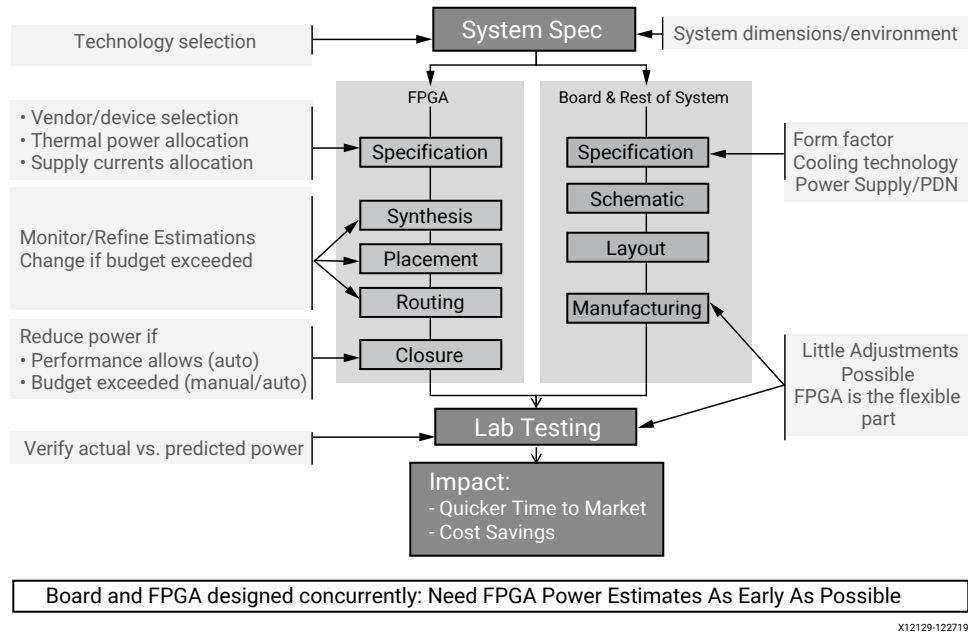 System Spec
Technology selection
System dimensions/environment
FPGA
Board & Rest of System
• Vendor/device selection
• Thermal power allocation
• Supply currents allocation
Specification
Specification
Form factor
Cooling technology
Power Supply/PDN
Schematic
Synthesis
Monitor/Refine Estimations
Change if budget exceeded
Placement
Layout
Routing
Manufacturing
Reduce power if
• Performance allows (auto)
• Budget exceeded (manual/auto)
Closure
Little Adjustments
Possible
FPGA is the flexible
part
Lab Testing
Verify actual vs. predicted power
Impact:
- Quicker Time to Market
- Cost Savings
Board and FPGA designed concurrently: Need FPGA Power Estimates As Early As Possible
X12129-122719